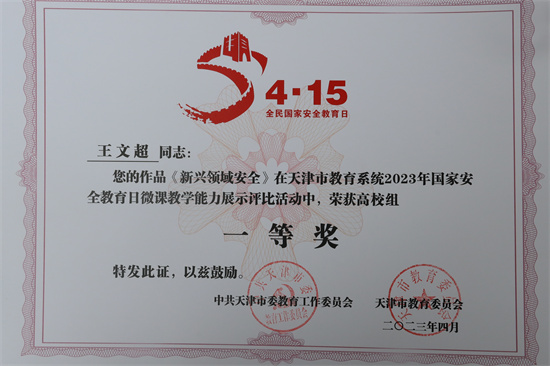 4·15
全民国家安全教育日
王文超 同志：
您的作品《新兴领域安全》在天津市教育系统2023年国家安
全教育日微课教学能力展示评比活动中，荣获高校组
一等奖
特发此证，以兹鼓励。
中共天津市委教育工作委员会 天津市教育委员会
二〇二三年四月